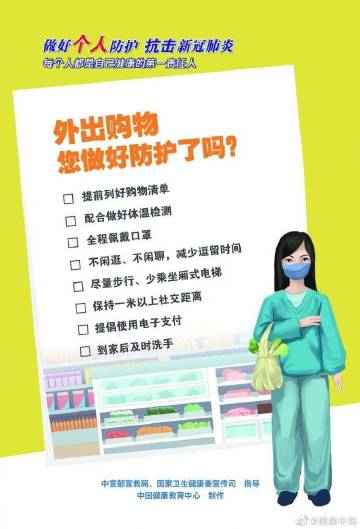 做好个人防护 抗击新冠肺炎
每个人都是自己健康的第一责任人
外出购物
您做好防护了吗？
提前列好购物清单
配合做好体温检测
全程佩戴口罩
不闲逛、不闲聊，减少逗留时间
尽量步行、少乘坐厢式电梯
保持一米以上社交距离
提倡使用电子支付
到家后及时洗手
中宣部宣教局、国家卫生健康委宣传司 指导
中国健康教育中心 制作
@健康中国